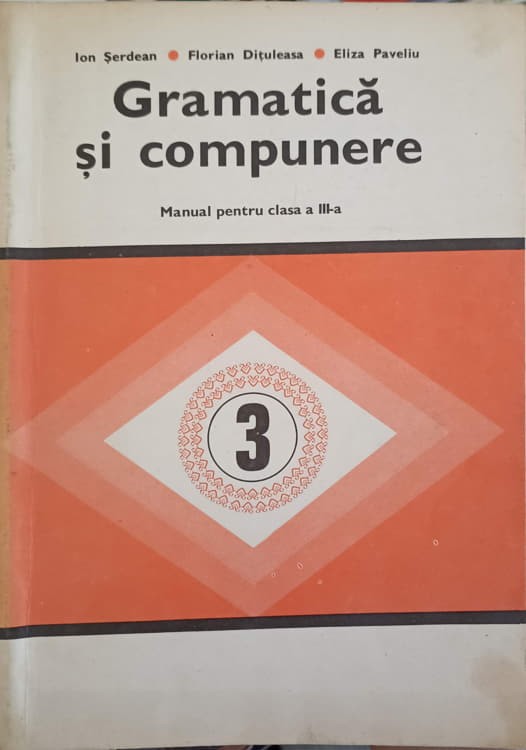 Ion Șerdean • Florian Dițuleasa • Eliza Paveliu
Gramatică
și compunere
Manual pentru clasa a III-a
3